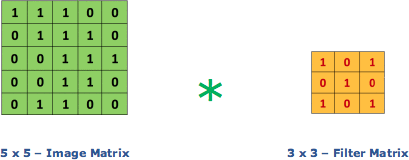 1 1 1 0 0
0 1 1 1 0
0 0 1 1 1
0 0 1 1 0
0 1 1 0 0
*
1 0 1
0 1 0
1 0 1
5 x 5 – Image Matrix
3 x 3 – Filter Matrix